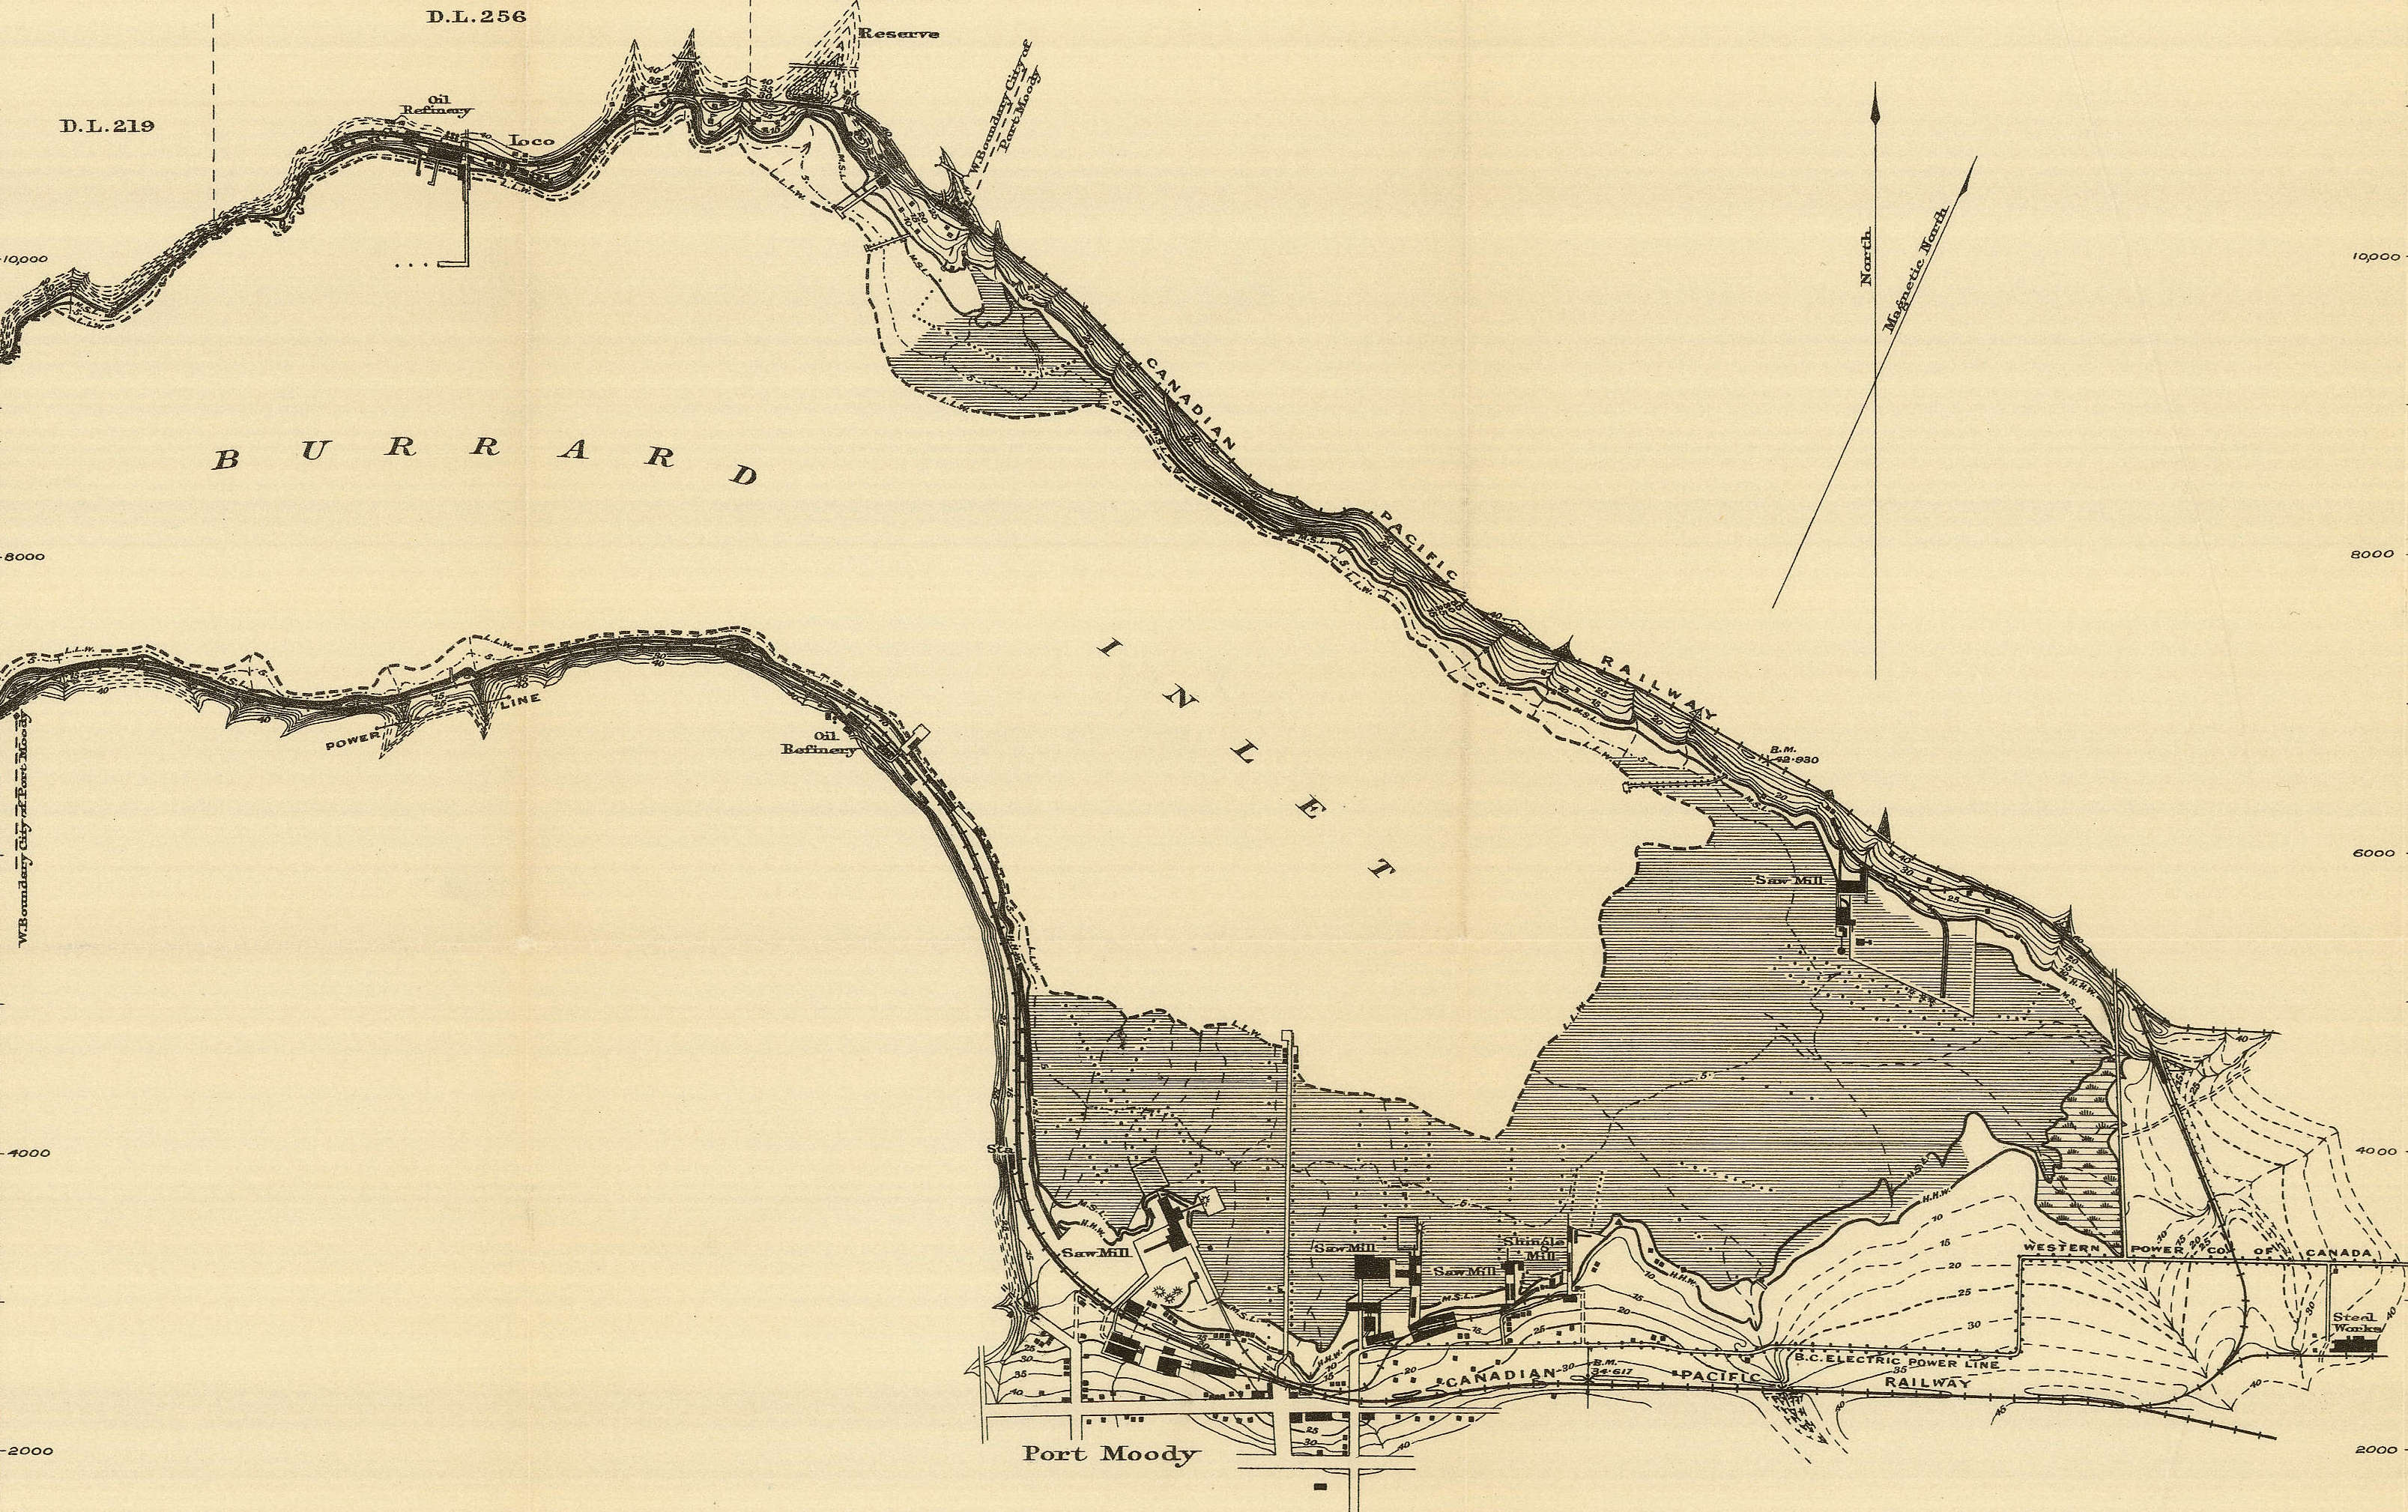 D.L.256
Reserve
W. Boundary City of
Port Moody
D.L.219
Oil
Refinery
Ioco
L.L.W.
L.L.W.
M.S.L.
M.S.L.
North
Magnetic North
10,000
10,000
M.S.L.
L.L.W.
L.L.W.
CANADIAN
BURRARD
PACIFIC
8000
8000
M.S.L.
L.L.W.
INLET
L.L.W.
L.L.W.
M.S.L.
POWER LINE
W. Boundary City of Port Moody
Oil
Refinery
RAILWAY
M.S.L.
L.L.W.
B.M.
42.930
M.S.L.
6000
Saw Mill
L.L.W.
H.H.W.
M.S.L.
L.L.W.
L.L.W.
4000
4000
Sta.
M.S.L.
H.H.W.
Saw Mill
Saw Mill
Saw Mill
Shingle
Mill
M.S.L.
H.H.W.
M.S.L.
H.H.W.
WESTERN POWER CO. OF CANADA
M.S.L.
H.H.W.
Steel
Works
B.C. ELECTRIC POWER LINE
B.M.
34.617
CANADIAN PACIFIC RAILWAY
Port Moody
2000
2000